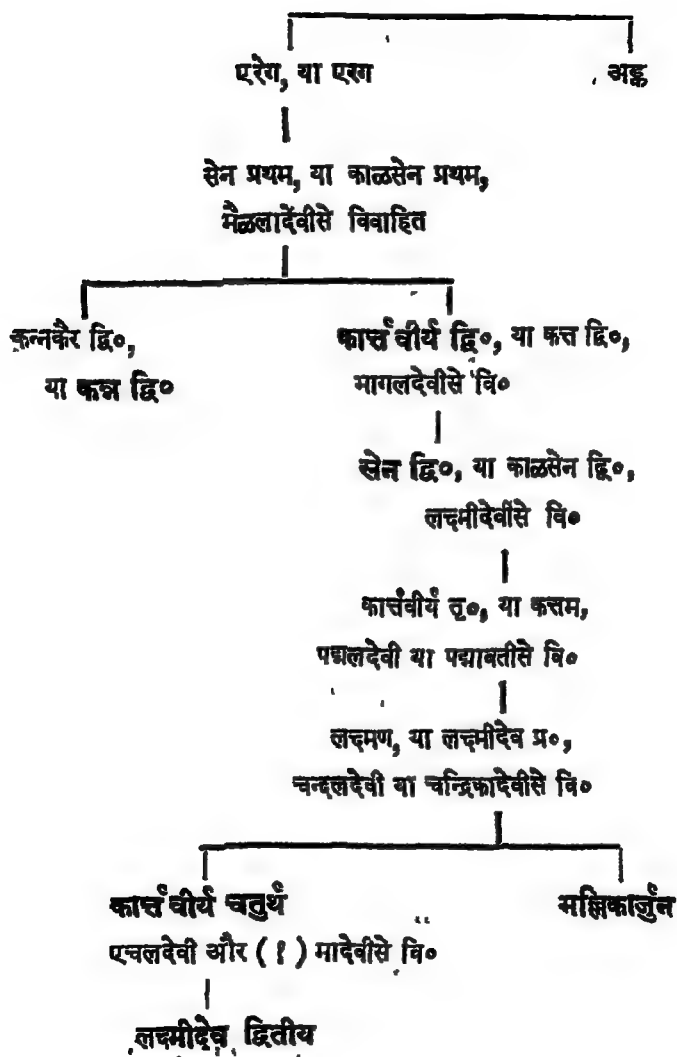 एरेग, या एरग	अङ्क
सेन प्रथम, या काळसेन प्रथम,
मैळलादेवीसे विवाहित
कन्नकैर द्वि०,	कार्त्तवीर्य द्वि०, या कत्त द्वि०,
या कन्न द्वि०	मागलदेवीसे वि०
सेन द्वि०, या काळसेन द्वि०,
लक्ष्मीदेवीसे वि०
कार्त्तवीर्य तृ०, या कत्तम,
पद्मलदेवी या पद्मावतीसे वि०
लक्ष्मण, या लक्ष्मीदेव प्र०,
चन्दलदेवी या चन्द्रिकादेवीसे वि०
कार्त्तवीर्य चतुर्थ	मल्लिकार्जुन
एचलदेवी और (?) मादेवीसे वि०
लक्ष्मीदेव द्वितीय